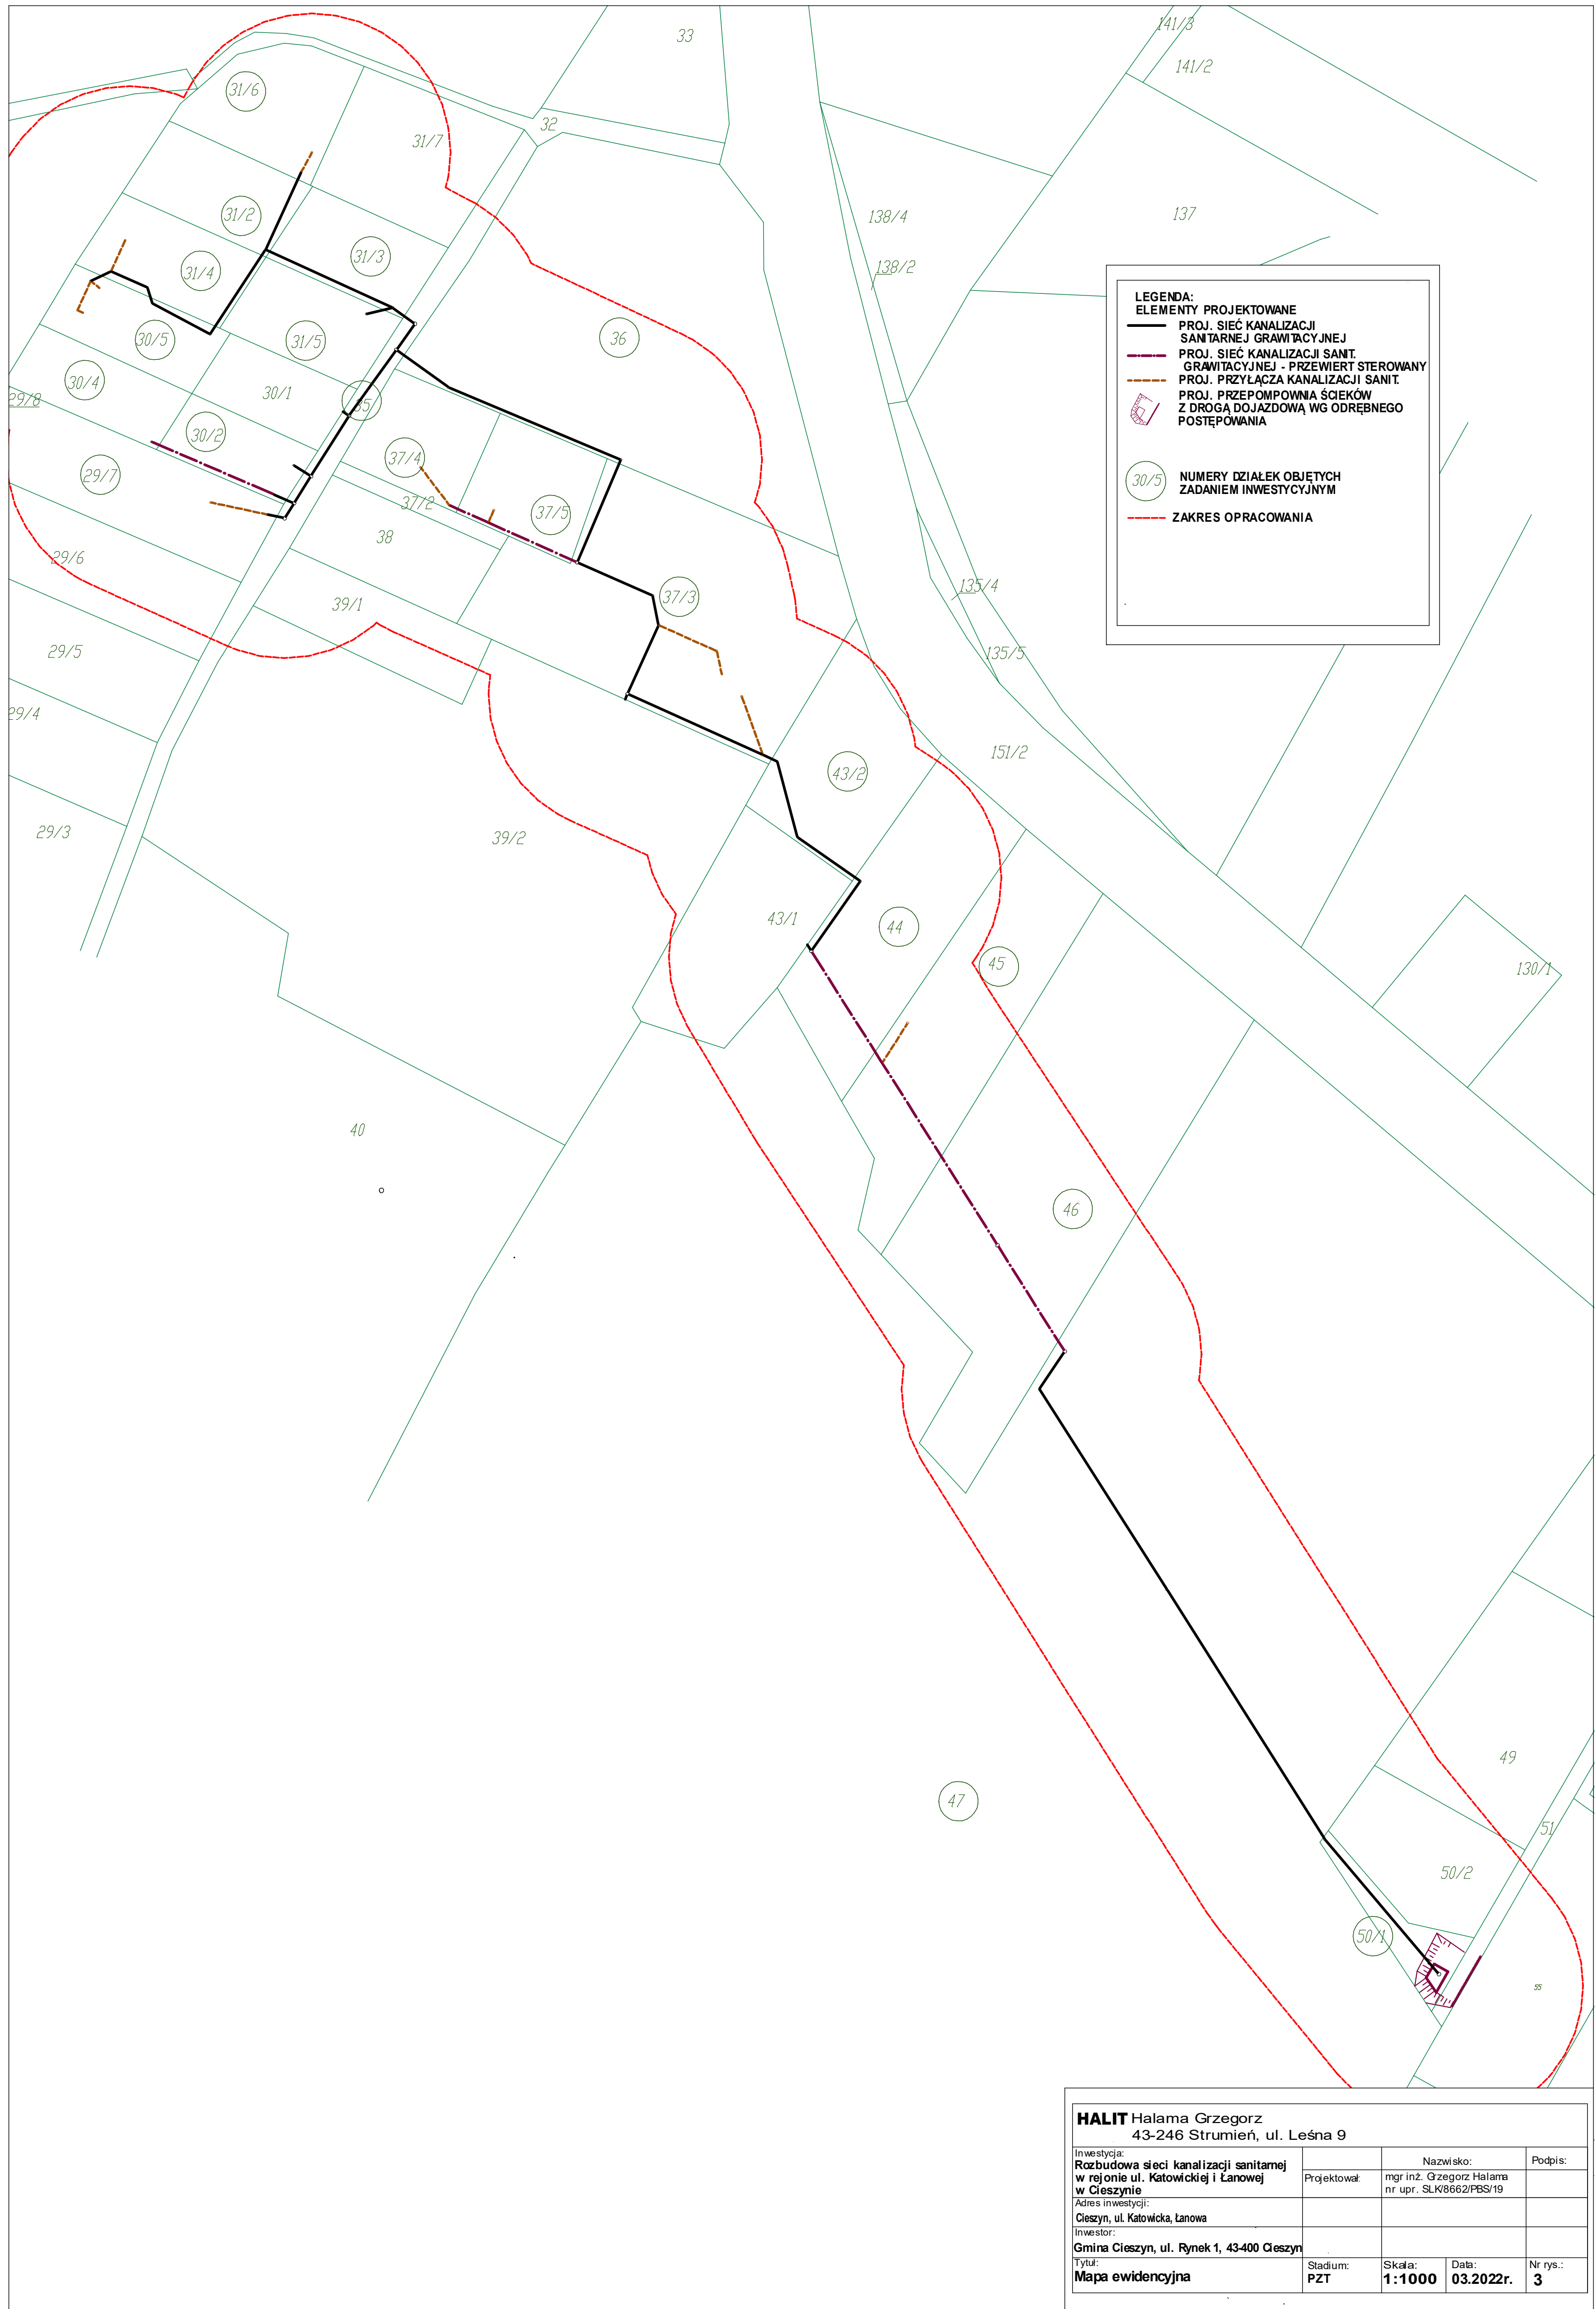 33
141/3
141/2
31/6
31/7
32
138/4
137
31/2
31/3
138/2
31/4
36
30/5
31/5
30/4
30/1
29/8
35
30/2
37/4
29/7
37/2
37/5
38
29/6
37/3
39/1
135/4
29/5
135/5
29/4
151/2
43/2
29/3
39/2
43/1
44
45
130/1
40
46
47
49
51
50/2
50/1
55
LEGENDA:
ELEMENTY PROJEKTOWANE
PROJ. SIEĆ KANALIZACJI
SANITARNEJ GRAWITACYJNEJ
PROJ. SIEĆ KANALIZACJI SANIT.
GRAWITACYJNEJ - PRZEWIERT STEROWANY
PROJ. PRZYŁĄCZA KANALIZACJI SANIT.
PROJ. PRZEPOMPOWNIA ŚCIEKÓW
Z DROGĄ DOJAZDOWĄ WG ODRĘBNEGO
POSTĘPOWANIA
30/5 NUMERY DZIAŁEK OBJĘTYCH
ZADANIEM INWESTYCYJNYM
ZAKRES OPRACOWANIA
HALIT Halama Grzegorz
43-246 Strumień, ul. Leśna 9
Inwestycja:
Rozbudowa sieci kanalizacji sanitarnej
w rejonie ul. Katowickiej i Łanowej
w Cieszynie
Nazwisko:
Podpis:
Projektował:
mgr inż. Grzegorz Halama
nr upr. SLK/8662/PBS/19
Adres inwestycji:
Cieszyn, ul. Katowicka, Łanowa
Inwestor:
Gmina Cieszyn, ul. Rynek 1, 43-400 Cieszyn
Tytuł:
Mapa ewidencyjna
Stadium:
PZT
Skala:
1:1000
Data:
03.2022r.
Nr rys.:
3